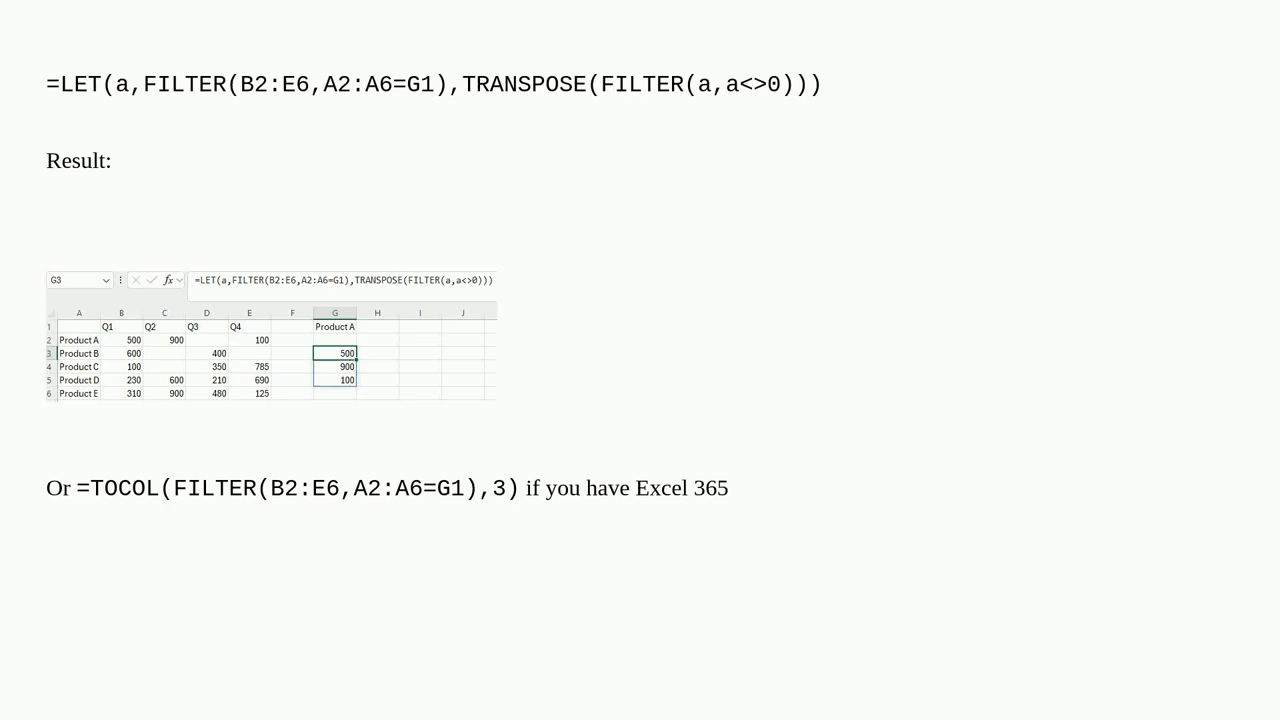 =LET(a,FILTER(B2:E6,A2:A6=G1),TRANSPOSE(FILTER(a,a<>0)))
Result:
G3 fx =LET(a,FILTER(B2:E6,A2:A6=G1),TRANSPOSE(FILTER(a,a<>0)))
A B C D E F G H I J
1 Q1 Q2 Q3 Q4 Product A
2 Product A 500 900 100
3 Product B 600 400 500
4 Product C 100 350 785 900
5 Product D 230 600 210 690 100
6 Product E 310 900 480 125
Or =TOCOL(FILTER(B2:E6,A2:A6=G1),3) if you have Excel 365